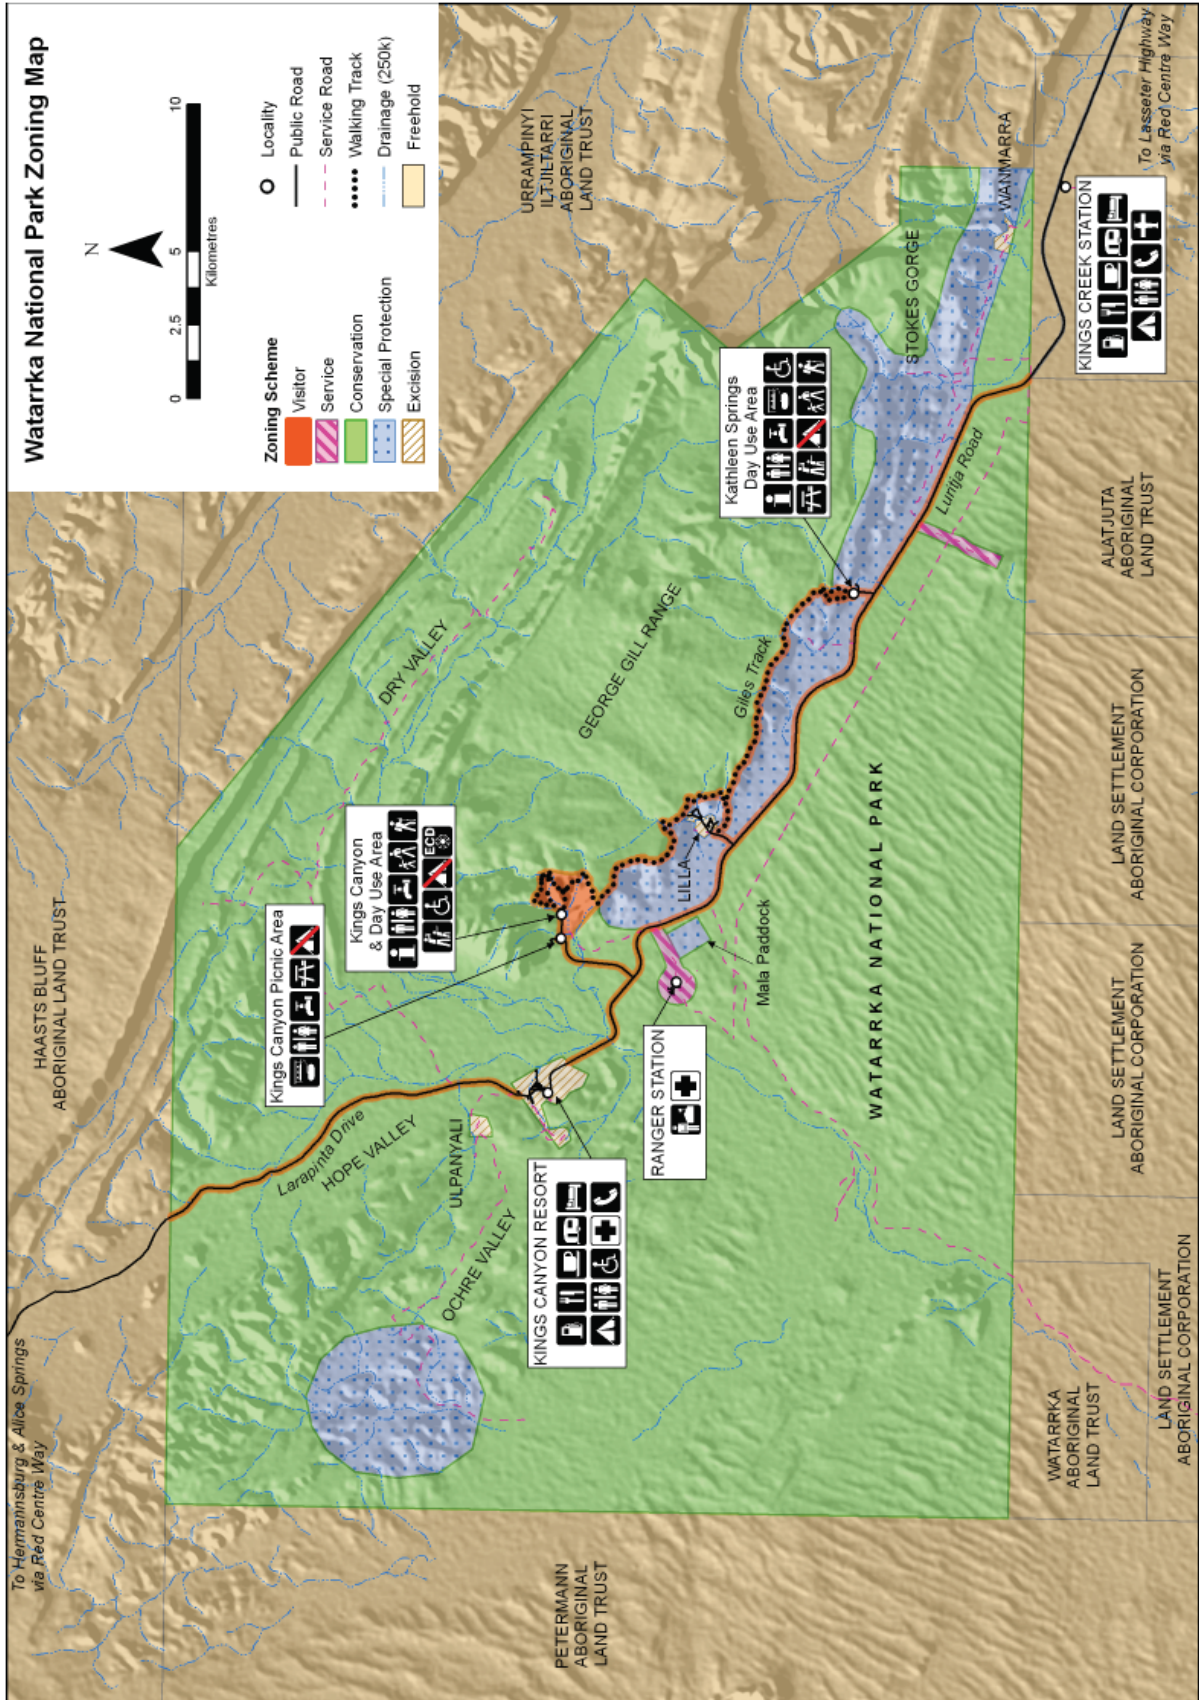 Watarrka National Park Zoning Map
N
0
2.5
5
10
Kilometres
Zoning Scheme
Visitor
Service
Conservation
Special Protection
Excision
Locality
Public Road
Service Road
Walking Track
Drainage (250k)
Freehold
To Hermannsburg & Alice Springs
via Red Centre Way
HAASTS BLUFF
ABORIGINAL LAND TRUST
URRAMPINYI
ILTJILTARRI
ABORIGINAL
LAND TRUST
Larapinta Drive
HOPE VALLEY
ULPANYALI
OCHRE VALLEY
Kings Canyon Picnic Area
Kings Canyon
& Day Use Area
ECD
DRY VALLEY
GEORGE GILL RANGE
Giles Track
Kathleen Springs
Day Use Area
i
i
STOKES GORGE
WANMARRA
KINGS CANYON RESORT
RANGER STATION
LILLA
Mala Paddock
Luritja Road
WATARRKA NATIONAL PARK
KINGS CREEK STATION
To Lasseter Highway
via Red Centre Way
PETERMANN
ABORIGINAL
LAND TRUST
WATARRKA
ABORIGINAL
LAND TRUST
LAND SETTLEMENT
ABORIGINAL CORPORATION
LAND SETTLEMENT
ABORIGINAL CORPORATION
LAND SETTLEMENT
ABORIGINAL CORPORATION
ALATJUTA
ABORIGINAL
LAND TRUST